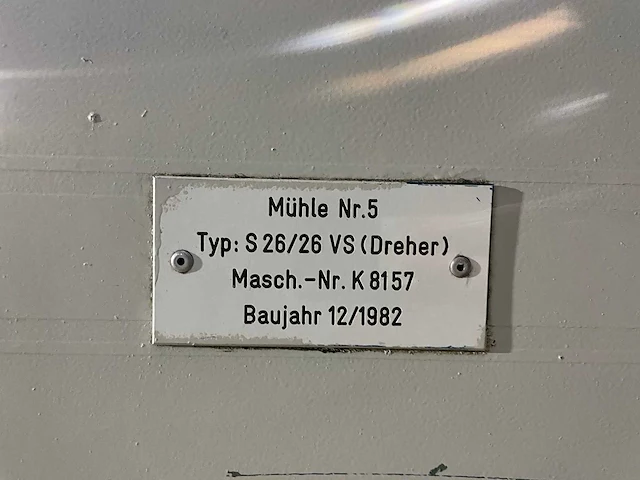 Mühle Nr.5
Typ: S 26/26 VS (Dreher)
Masch.-Nr. K 8157
Baujahr 12/1982